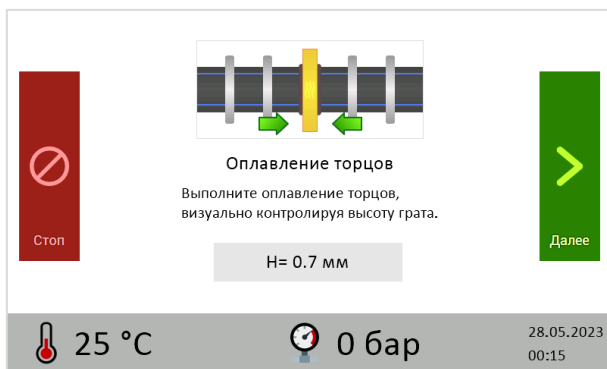 Оплавление торцов
Выполните оплавление торцов,
визуально контролируя высоту грата.
Стоп
Далее
H= 0.7 мм
25 °C
0 бар
28.05.2023
00:15